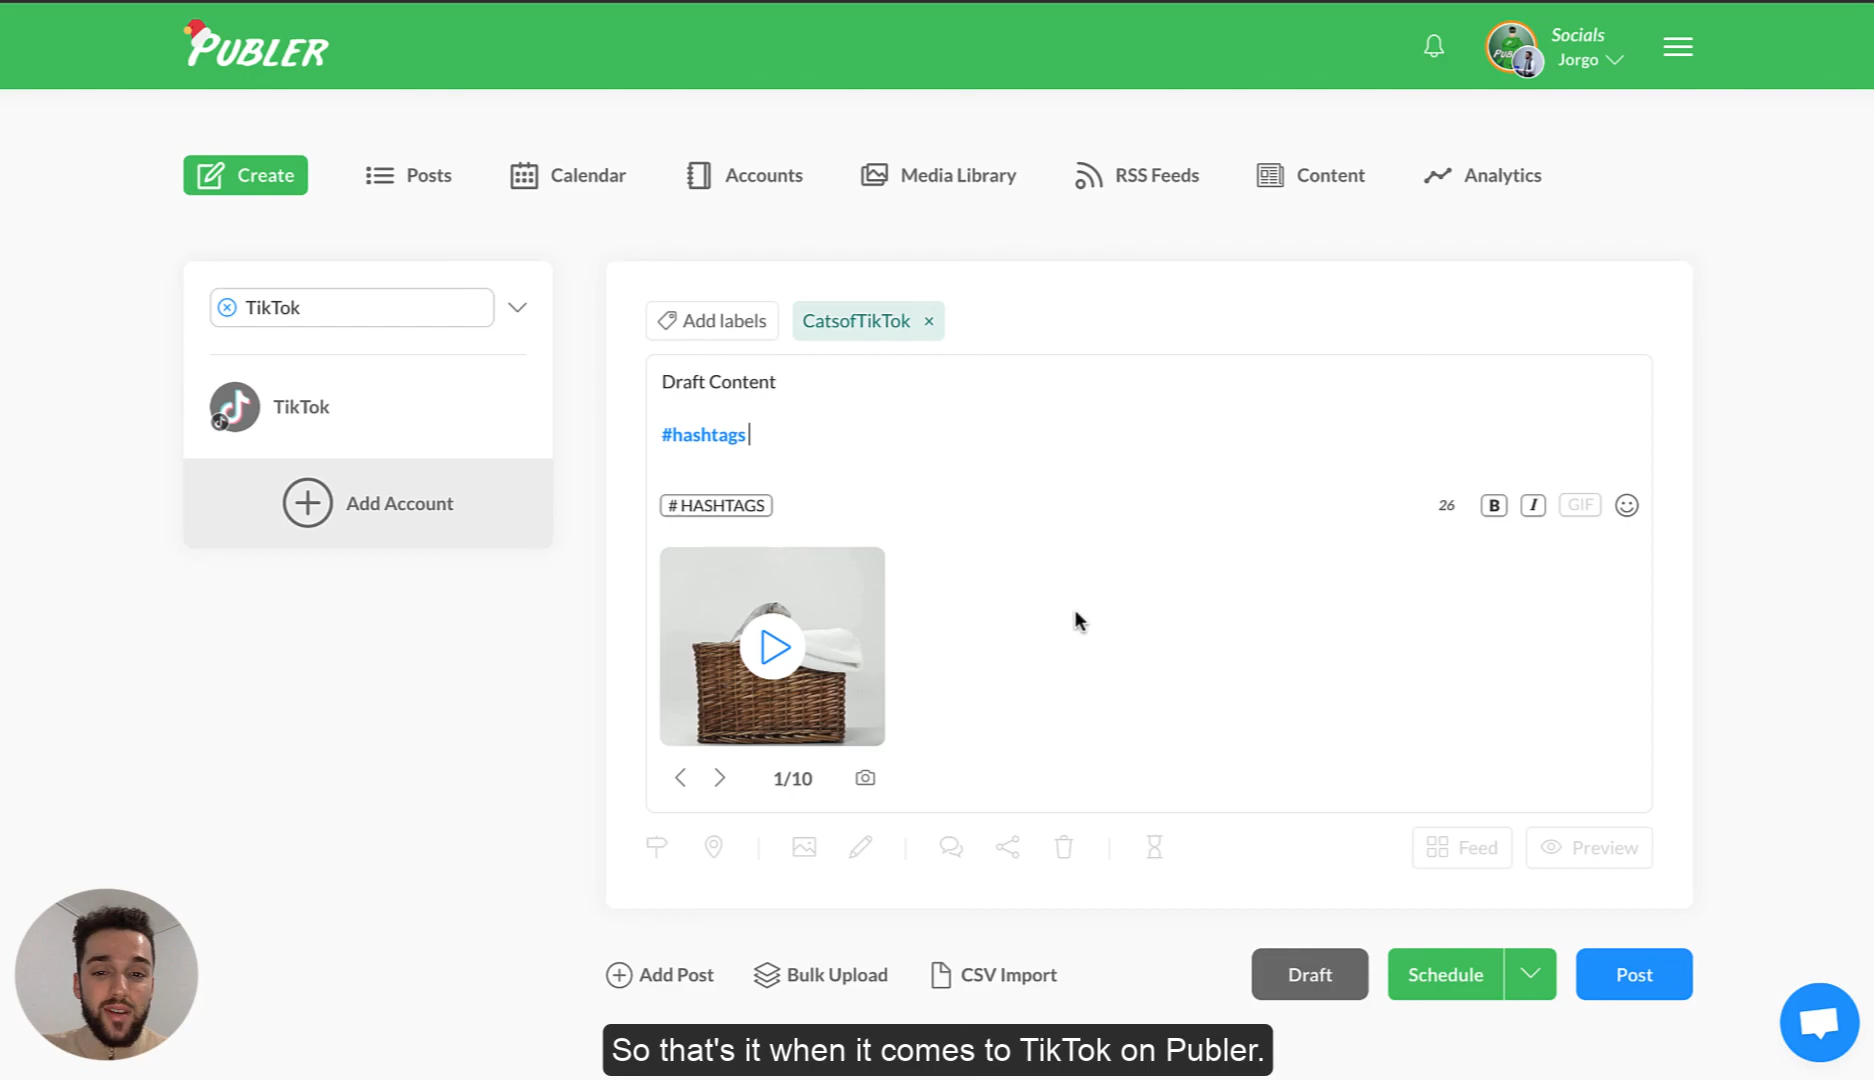 PUBLER
Socials
Jorgo
Create
Posts
Calendar
Accounts
Media Library
RSS Feeds
Content
Analytics
TikTok
TikTok
Add Account
Add labels
CatsofTikTok ×
Draft Content
#hashtags
# HASHTAGS
26
B
I
GIF
1/10
Feed
Preview
Add Post
Bulk Upload
CSV Import
Draft
Schedule
Post
So that's it when it comes to TikTok on Publer.